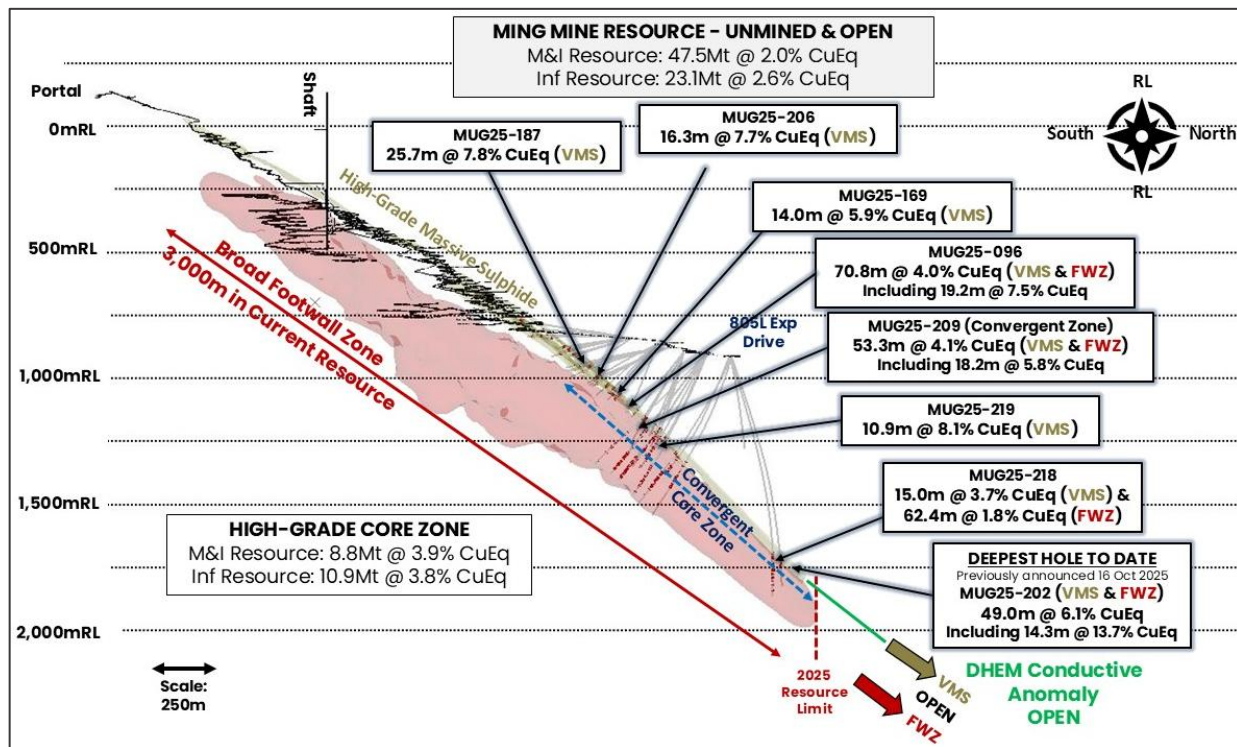 MING MINE RESOURCE - UNMINED & OPEN
M&I Resource: 47.5Mt @ 2.0% CuEq
Inf Resource: 23.1Mt @ 2.6% CuEq
Portal
Shaft
0mRL
500mRL
1,000mRL
1,500mRL
2,000mRL
RL
South
North
RL
MUG25-187
25.7m @ 7.8% CuEq (VMS)
MUG25-206
16.3m @ 7.7% CuEq (VMS)
MUG25-169
14.0m @ 5.9% CuEq (VMS)
MUG25-096
70.8m @ 4.0% CuEq (VMS & FWZ)
Including 19.2m @ 7.5% CuEq
MUG25-209 (Convergent Zone)
53.3m @ 4.1% CuEq (VMS & FWZ)
Including 18.2m @ 5.8% CuEq
MUG25-219
10.9m @ 8.1% CuEq (VMS)
MUG25-218
15.0m @ 3.7% CuEq (VMS) &
62.4m @ 1.8% CuEq (FWZ)
DEEPEST HOLE TO DATE
Previously announced 16 Oct 2025
MUG25-202 (VMS & FWZ)
49.0m @ 6.1% CuEq
Including 14.3m @ 13.7% CuEq
High-Grade Massive Sulphide
805L Exp
Drive
Broad Footwall Zone
3,000m in Current Resource
Convergent
Core Zone
HIGH-GRADE CORE ZONE
M&I Resource: 8.8Mt @ 3.9% CuEq
Inf Resource: 10.9Mt @ 3.8% CuEq
Scale:
250m
2025
Resource
Limit
VMS
OPEN
FWZ
DHEM Conductive
Anomaly
OPEN